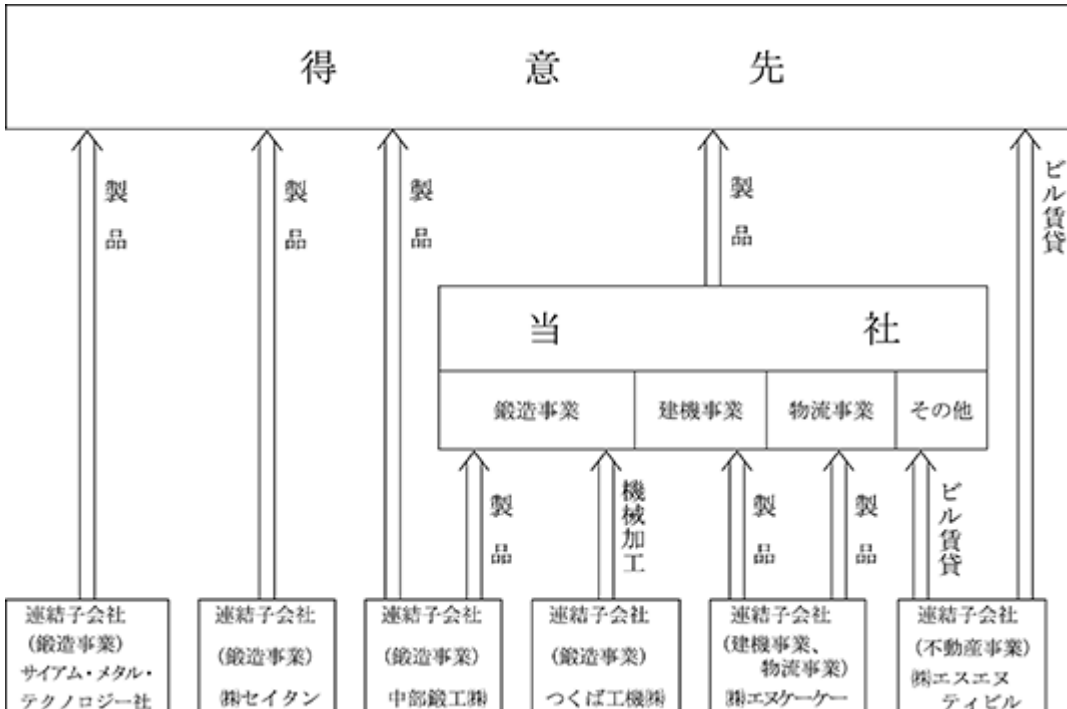 得意先
製品
製品
製品
製品
ビル賃貸
当社
鍛造事業
建機事業
物流事業
その他
製品
機械加工
製品
製品
ビル賃貸
連結子会社
(鍛造事業)
サイアム・メタル・
テクノロジー社
連結子会社
(鍛造事業)
㈱セイタン
連結子会社
(鍛造事業)
中部鍛工㈱
連結子会社
(鍛造事業)
つくば工機㈱
連結子会社
(建機事業、
物流事業)
㈱エヌケーケー
連結子会社
(不動産事業)
㈱エスエヌ
ティビル